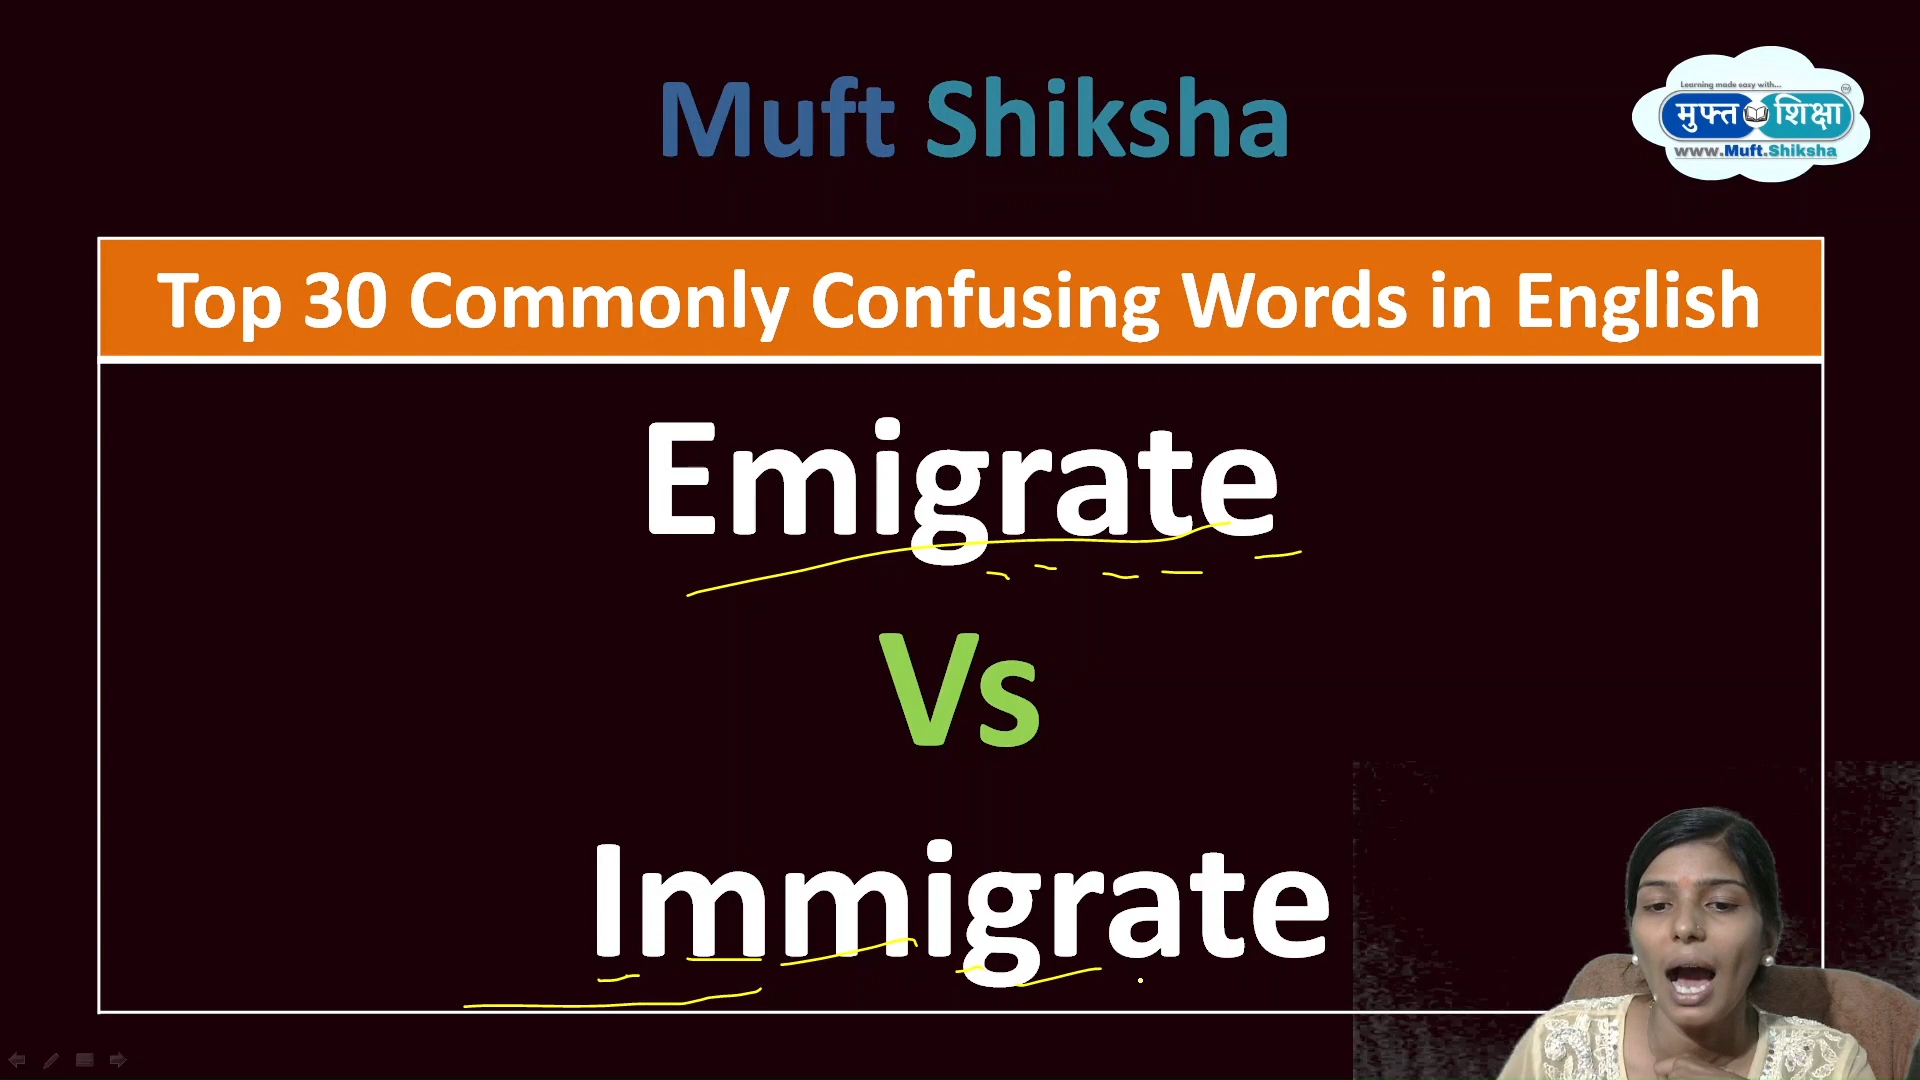 Muft Shiksha
Learning made easy with...
मुफ्त शिक्षा
TM
www.Muft.Shiksha
Top 30 Commonly Confusing Words in English
Emigrate
Vs
Immigrate